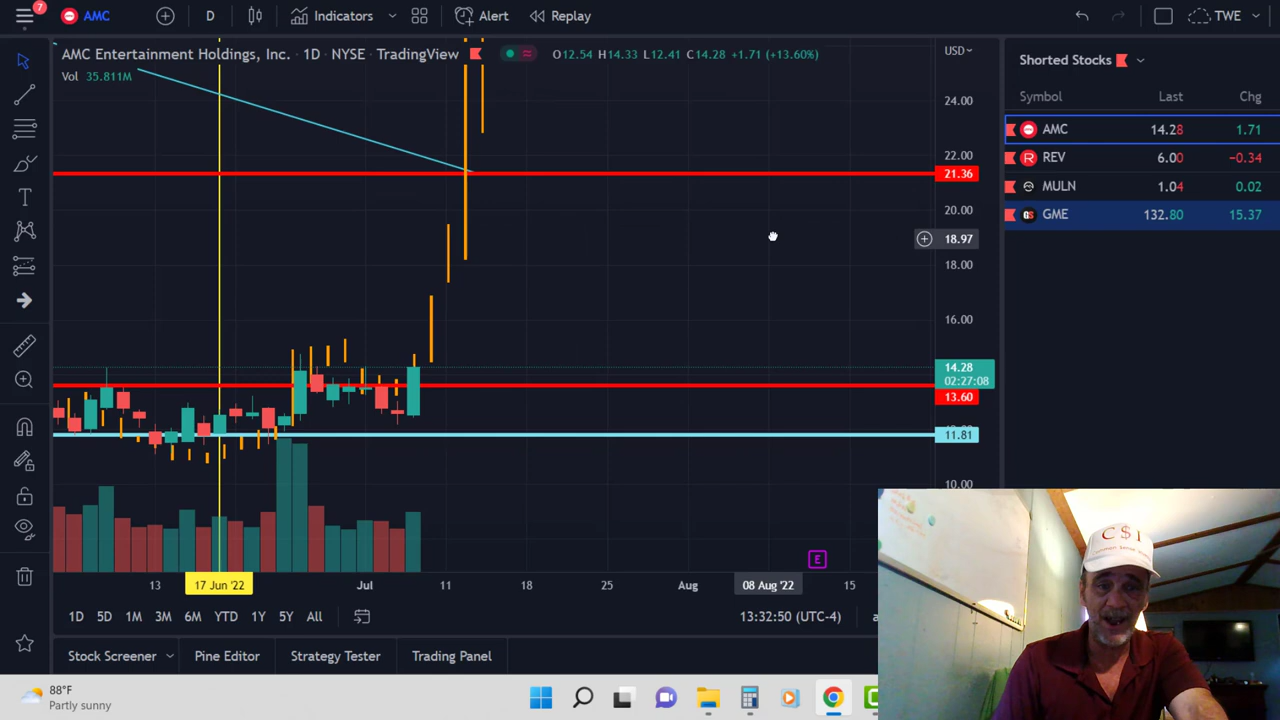 7 AMC D Indicators Alert Replay TWE
AMC Entertainment Holdings, Inc. · 1D · NYSE · TradingView O12.54 H14.33 L12.41 C14.28 +1.71 (+13.60%)
Vol 35.811M
USD
24.00
22.00
21.36
20.00
18.97
18.00
16.00
14.28
02:27:08
13.60
11.81
10.00
Shorted Stocks
Symbol Last Chg
AMC 14.28 1.71
REV 6.00 −0.34
MULN 1.04 0.02
GME 132.80 15.37
E
13 17 Jun '22 Jul 11 18 25 Aug 08 Aug '22 15
1D 5D 1M 3M 6M YTD 1Y 5Y All 13:32:50 (UTC-4)
Stock Screener Pine Editor Strategy Tester Trading Panel
88°F
Partly sunny
C S I